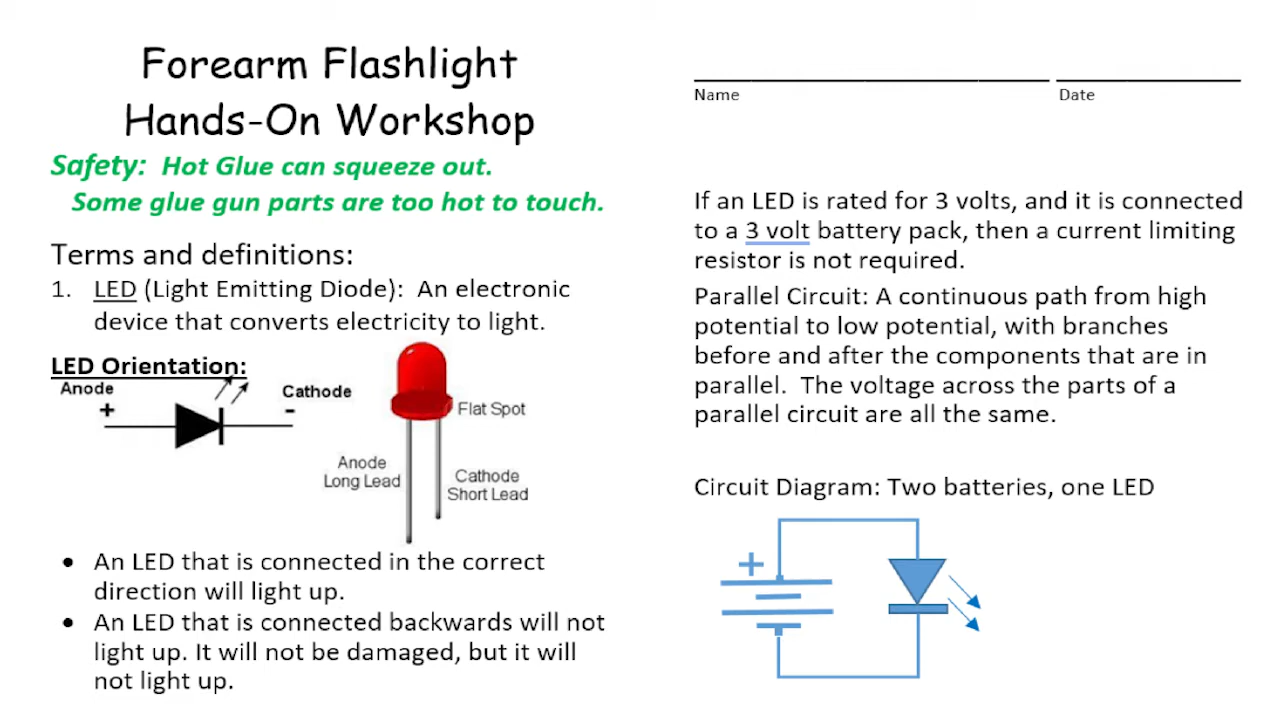 Forearm Flashlight
Hands-On Workshop
Safety: Hot Glue can squeeze out.
Some glue gun parts are too hot to touch.
Terms and definitions:
1. LED (Light Emitting Diode): An electronic
device that converts electricity to light.
LED Orientation:
Anode
Cathode
+
-
Flat Spot
Anode
Long Lead
Cathode
Short Lead
• An LED that is connected in the correct
direction will light up.
• An LED that is connected backwards will not
light up. It will not be damaged, but it will
not light up.
Name
Date
If an LED is rated for 3 volts, and it is connected
to a 3 volt battery pack, then a current limiting
resistor is not required.
Parallel Circuit: A continuous path from high
potential to low potential, with branches
before and after the components that are in
parallel. The voltage across the parts of a
parallel circuit are all the same.
Circuit Diagram: Two batteries, one LED
+